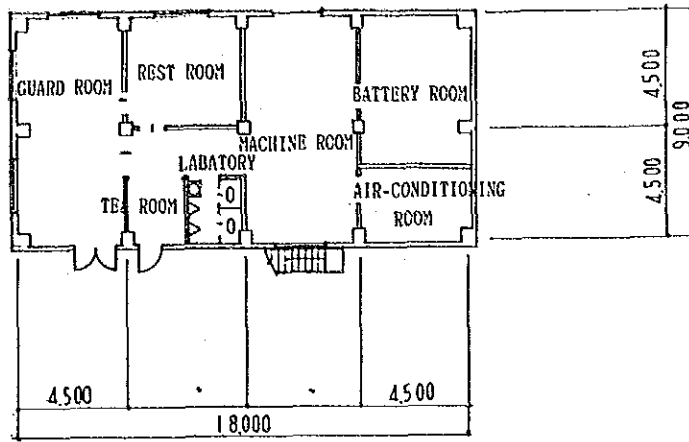 GUARD ROOM
REST ROOM
BATTERY ROOM
MACHINE ROOM
LABATORY
TEA ROOM
AIR-CONDITIONING
ROOM
4,500
4,500
9,000
4,500
4,500
18,000